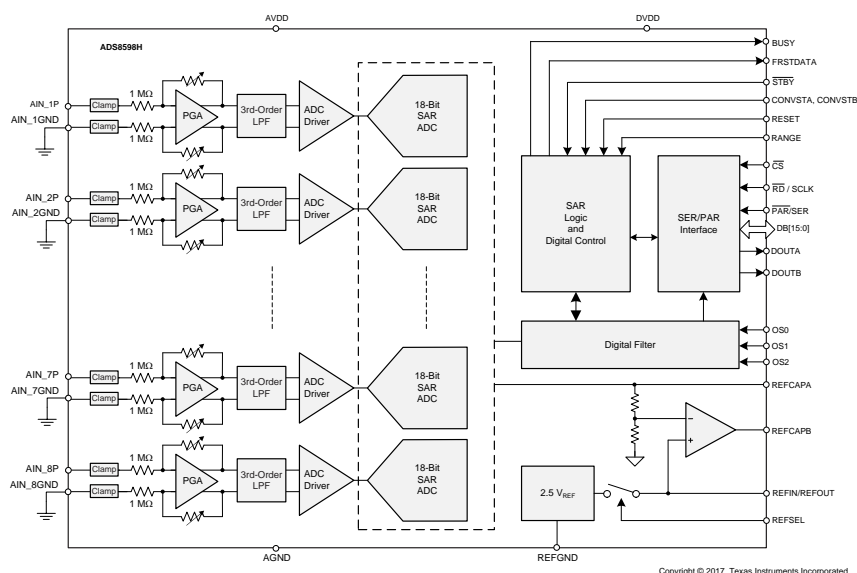 AVDD
DVDD
ADS8598H
AIN_1P
Clamp
1 MΩ
PGA
3rd-Order
LPF
ADC
Driver
18-Bit
SAR
ADC
AIN_1GND
Clamp
1 MΩ
AIN_2P
Clamp
1 MΩ
PGA
3rd-Order
LPF
ADC
Driver
18-Bit
SAR
ADC
AIN_2GND
Clamp
1 MΩ
AIN_7P
Clamp
1 MΩ
PGA
3rd-Order
LPF
ADC
Driver
18-Bit
SAR
ADC
AIN_7GND
Clamp
1 MΩ
AIN_8P
Clamp
1 MΩ
PGA
3rd-Order
LPF
ADC
Driver
18-Bit
SAR
ADC
AIN_8GND
Clamp
1 MΩ
SAR
Logic
and
Digital Control
SER/PAR
Interface
Digital Filter
BUSY
FRSTDATA
STBY
CONVSTA, CONVSTB
RESET
RANGE
CS
RD / SCLK
PAR/SER
DB[15:0]
DOUTA
DOUTB
OS0
OS1
OS2
REFCAPA
REFCAPB
2.5 VREF
REFIN/REFOUT
REFSEL
AGND
REFGND
Copyright © 2017, Texas Instruments Incorporated